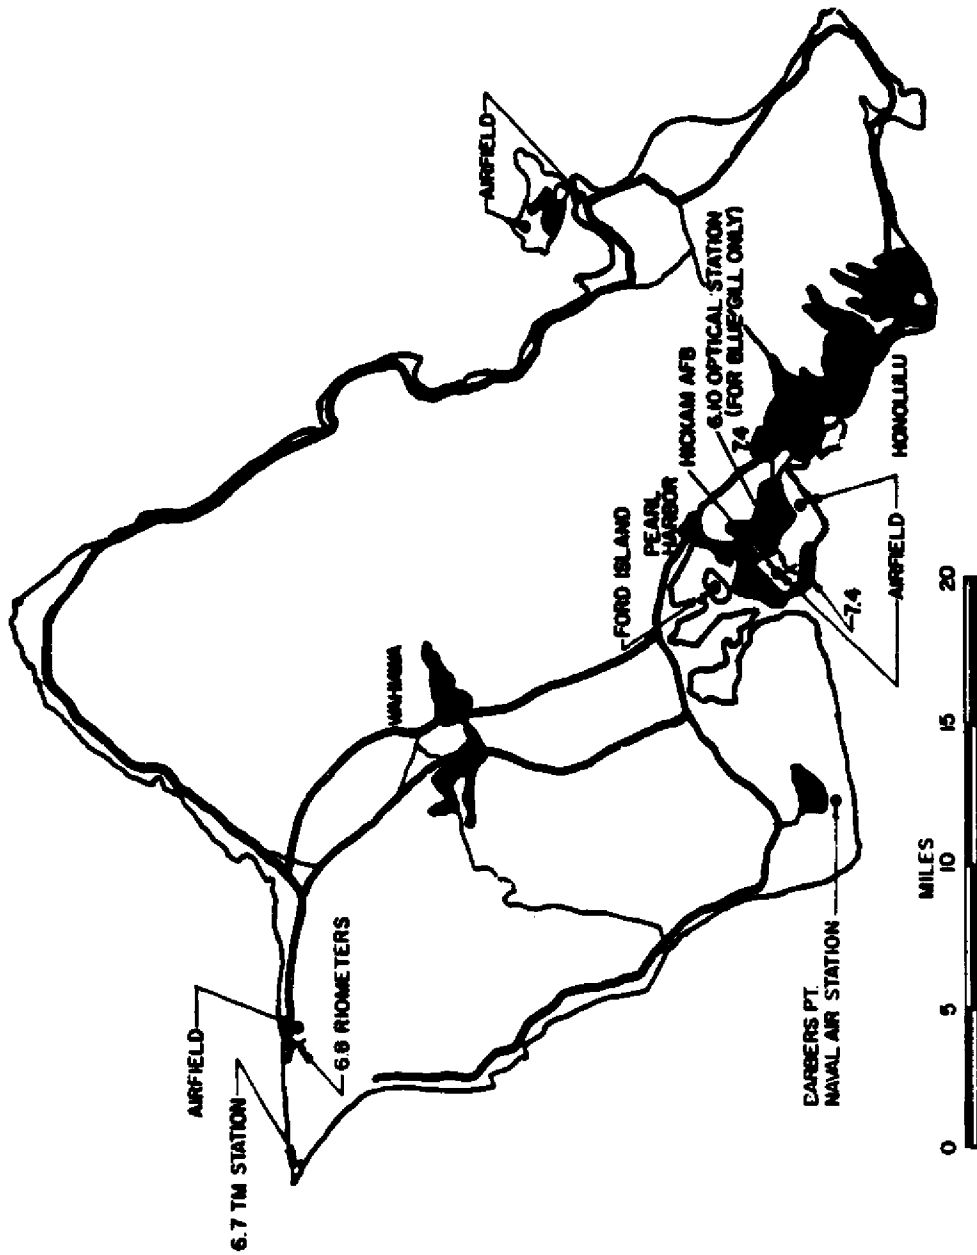 6.7 TM STATION
AIRFIELD
6.8 RIOMETERS
WAHIAWA
AIRFIELD
FORD ISLAND
PEARL
HARBOR
HICKAM AFB
6.10 OPTICAL STATION
(FOR BLUE GILL ONLY)
7.4
7.4
AIRFIELD
HONOLULU
BARBERS PT.
NAVAL AIR STATION
MILES
0 5 10 15 20